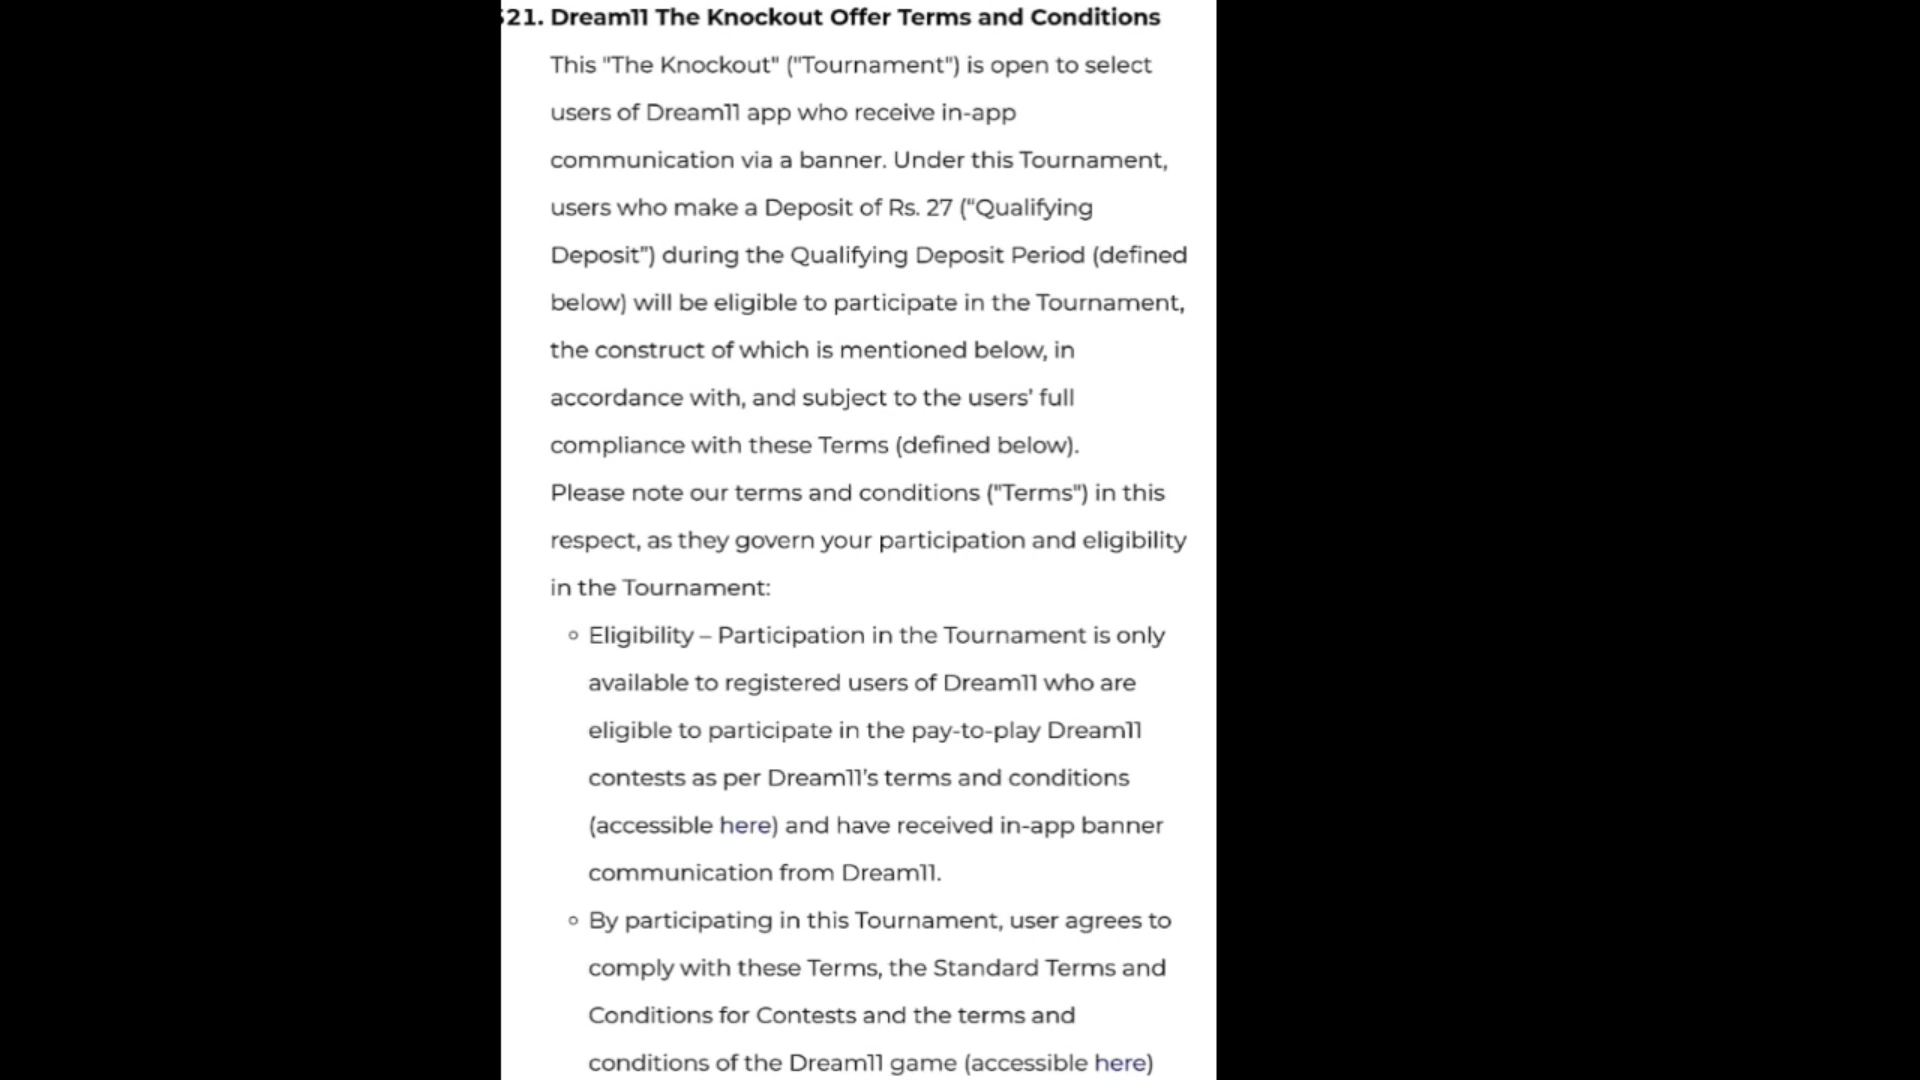 521. Dream11 The Knockout Offer Terms and Conditions
This "The Knockout" ("Tournament") is open to select
users of Dream11 app who receive in-app
communication via a banner. Under this Tournament,
users who make a Deposit of Rs. 27 (“Qualifying
Deposit”) during the Qualifying Deposit Period (defined
below) will be eligible to participate in the Tournament,
the construct of which is mentioned below, in
accordance with, and subject to the users’ full
compliance with these Terms (defined below).
Please note our terms and conditions ("Terms") in this
respect, as they govern your participation and eligibility
in the Tournament:
○ Eligibility – Participation in the Tournament is only
available to registered users of Dream11 who are
eligible to participate in the pay-to-play Dream11
contests as per Dream11’s terms and conditions
(accessible here) and have received in-app banner
communication from Dream11.
○ By participating in this Tournament, user agrees to
comply with these Terms, the Standard Terms and
Conditions for Contests and the terms and
conditions of the Dream11 game (accessible here)